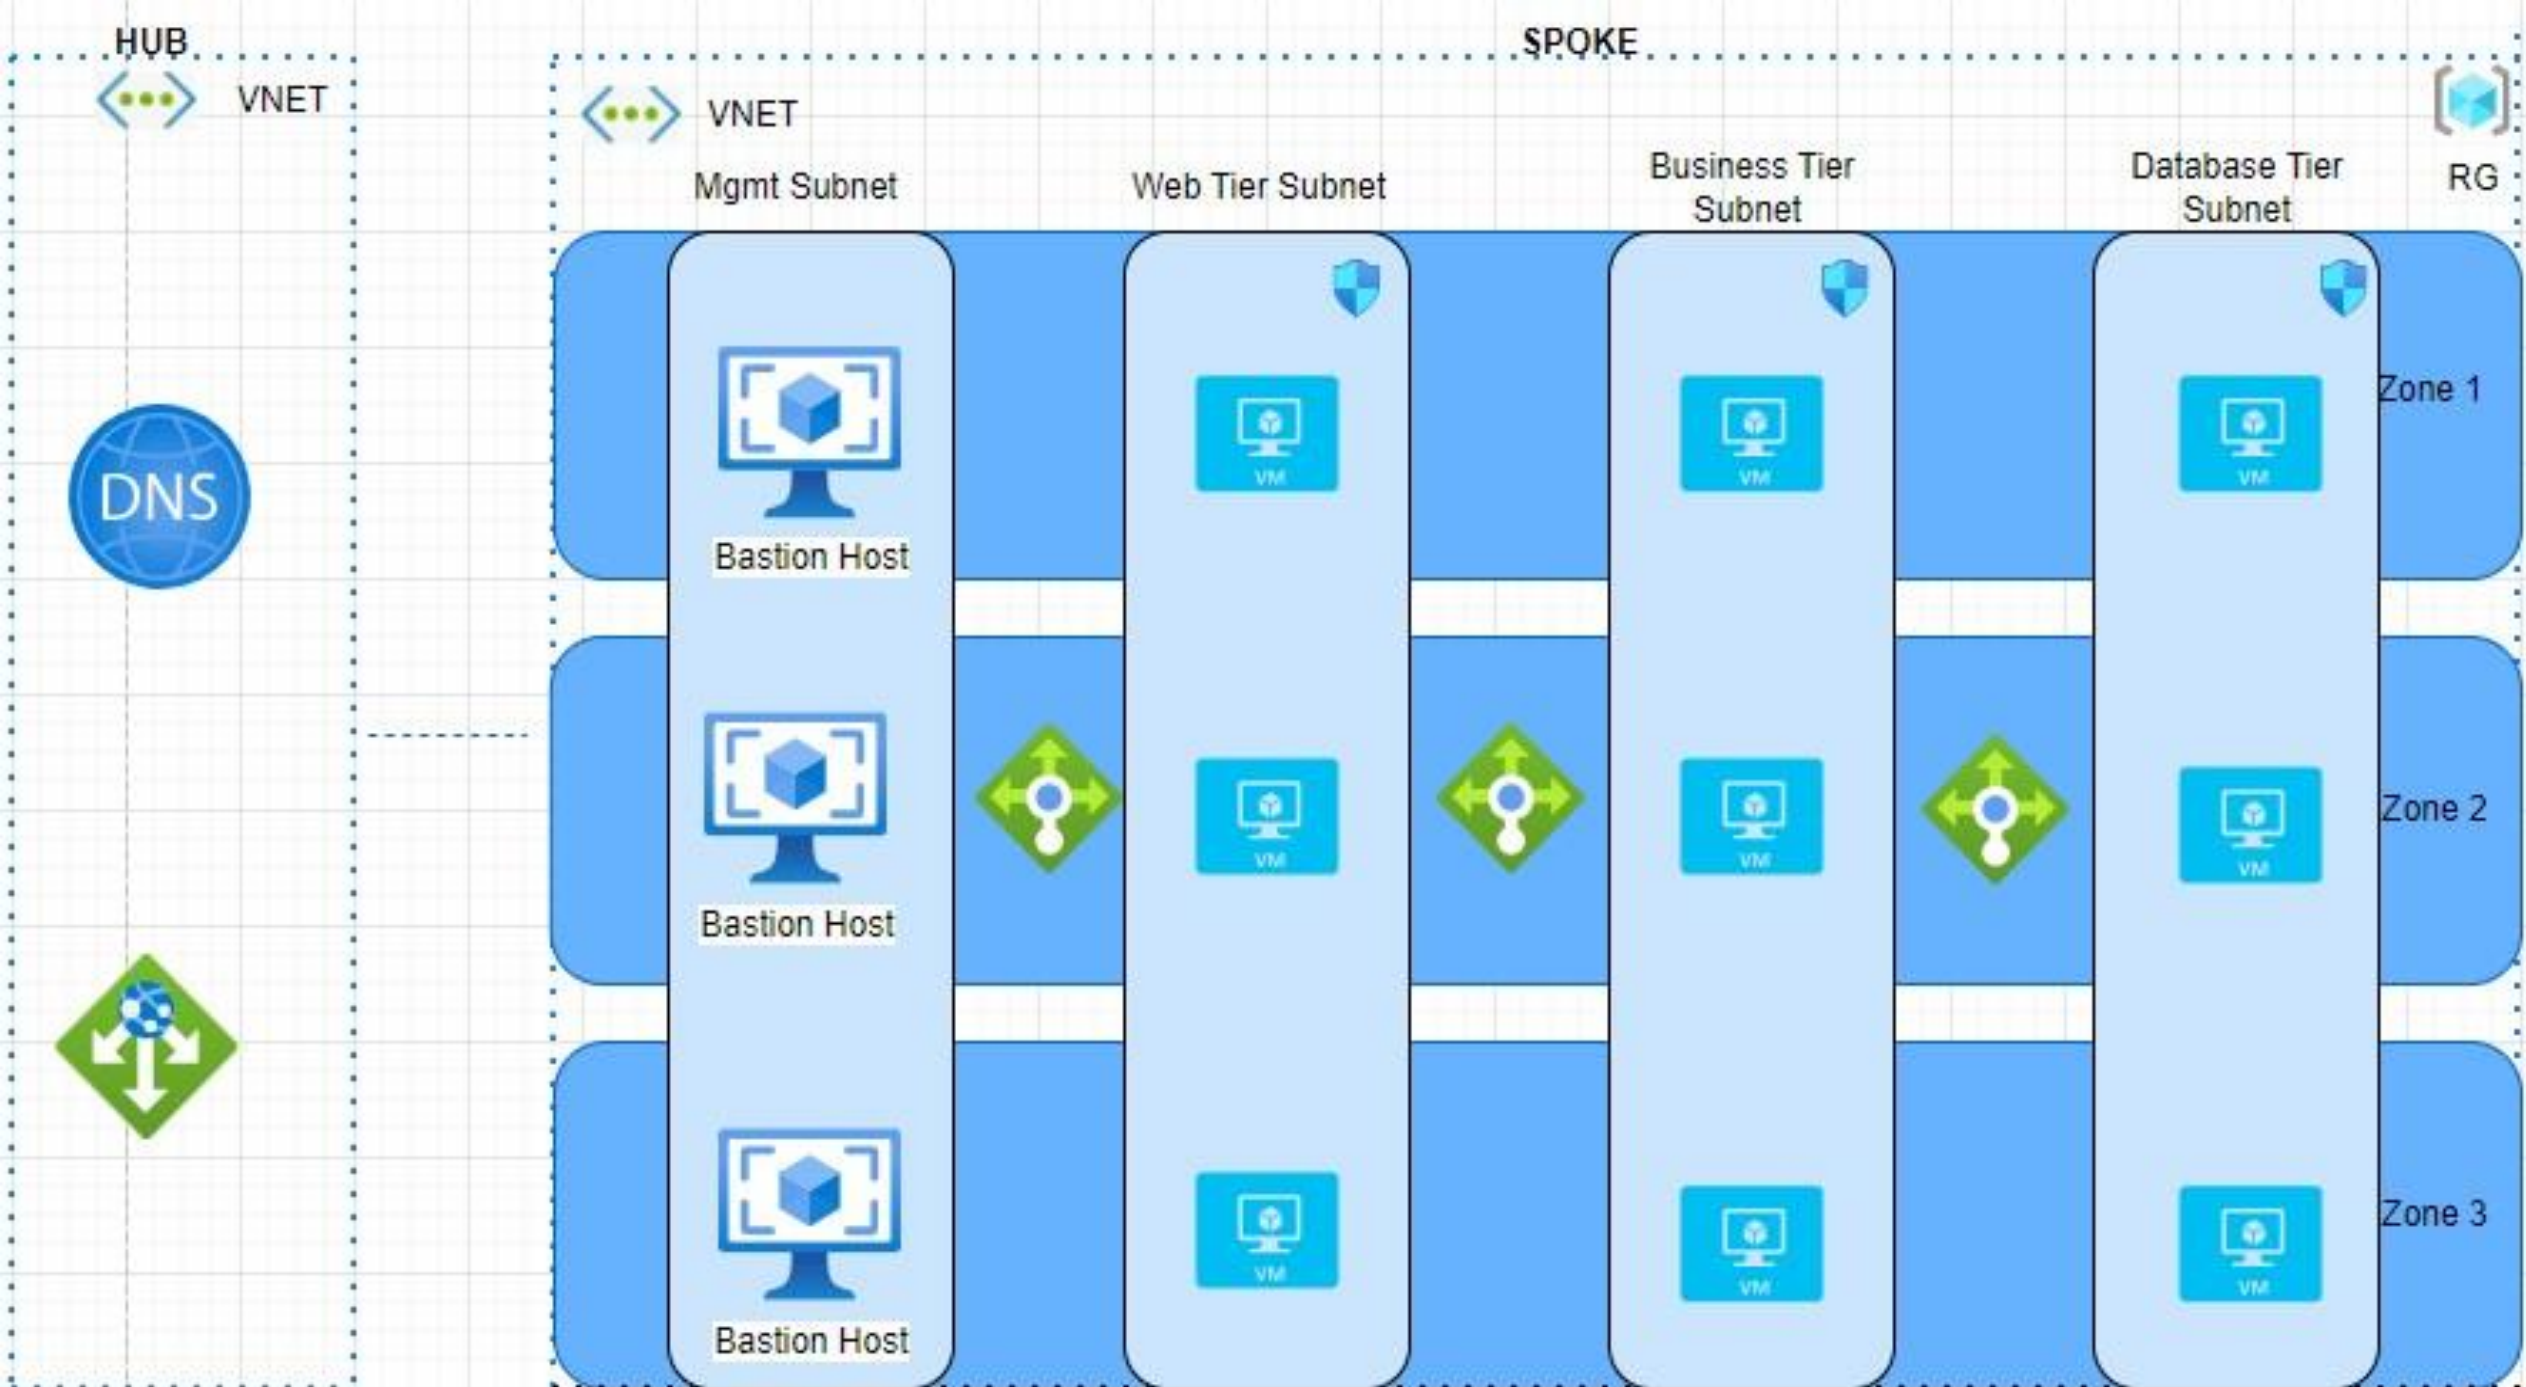 HUB
SPOKE
VNET
VNET
Mgmt Subnet
Web Tier Subnet
Business Tier
Subnet
Database Tier
Subnet
RG
DNS
VM
VM
VM
Zone 1
Bastion Host
VM
VM
VM
Zone 2
Bastion Host
VM
VM
VM
Zone 3
Bastion Host